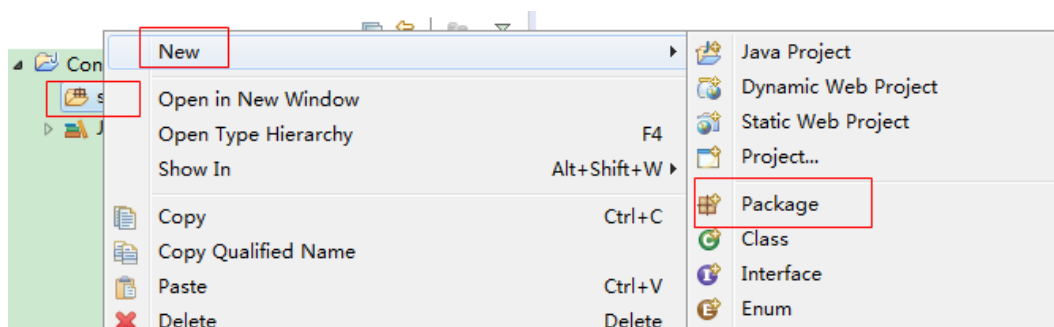 Con
s
J
New
Open in New Window
Open Type Hierarchy F4
Show In Alt+Shift+W
Copy Ctrl+C
Copy Qualified Name
Paste Ctrl+V
Delete Delete
Java Project
Dynamic Web Project
Static Web Project
Project...
Package
Class
Interface
Enum